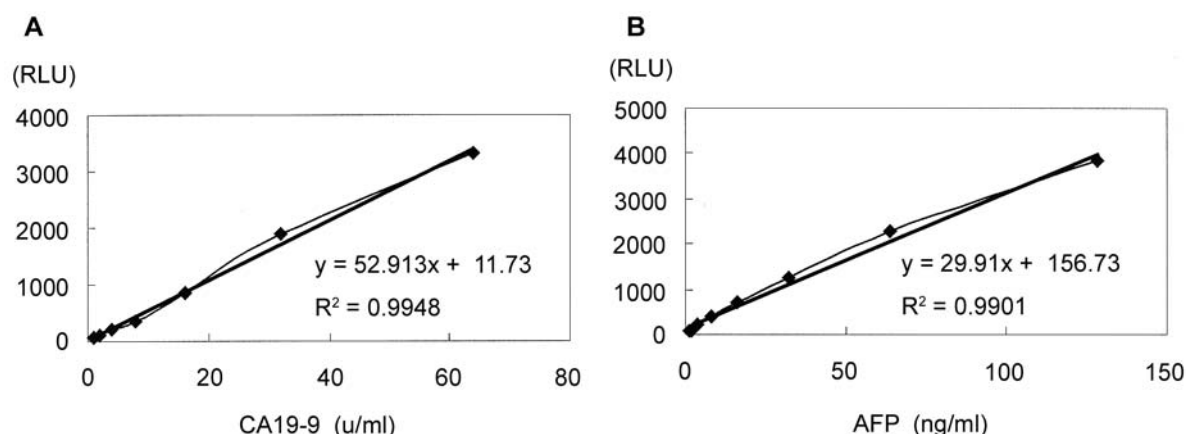 A
(RLU)
4000
3000
2000
1000
0
0 20 40 60 80
y = 52.913x + 11.73
R² = 0.9948
CA19-9 (u/ml)
B
(RLU)
5000
4000
3000
2000
1000
0
0 50 100 150
y = 29.91x + 156.73
R² = 0.9901
AFP (ng/ml)